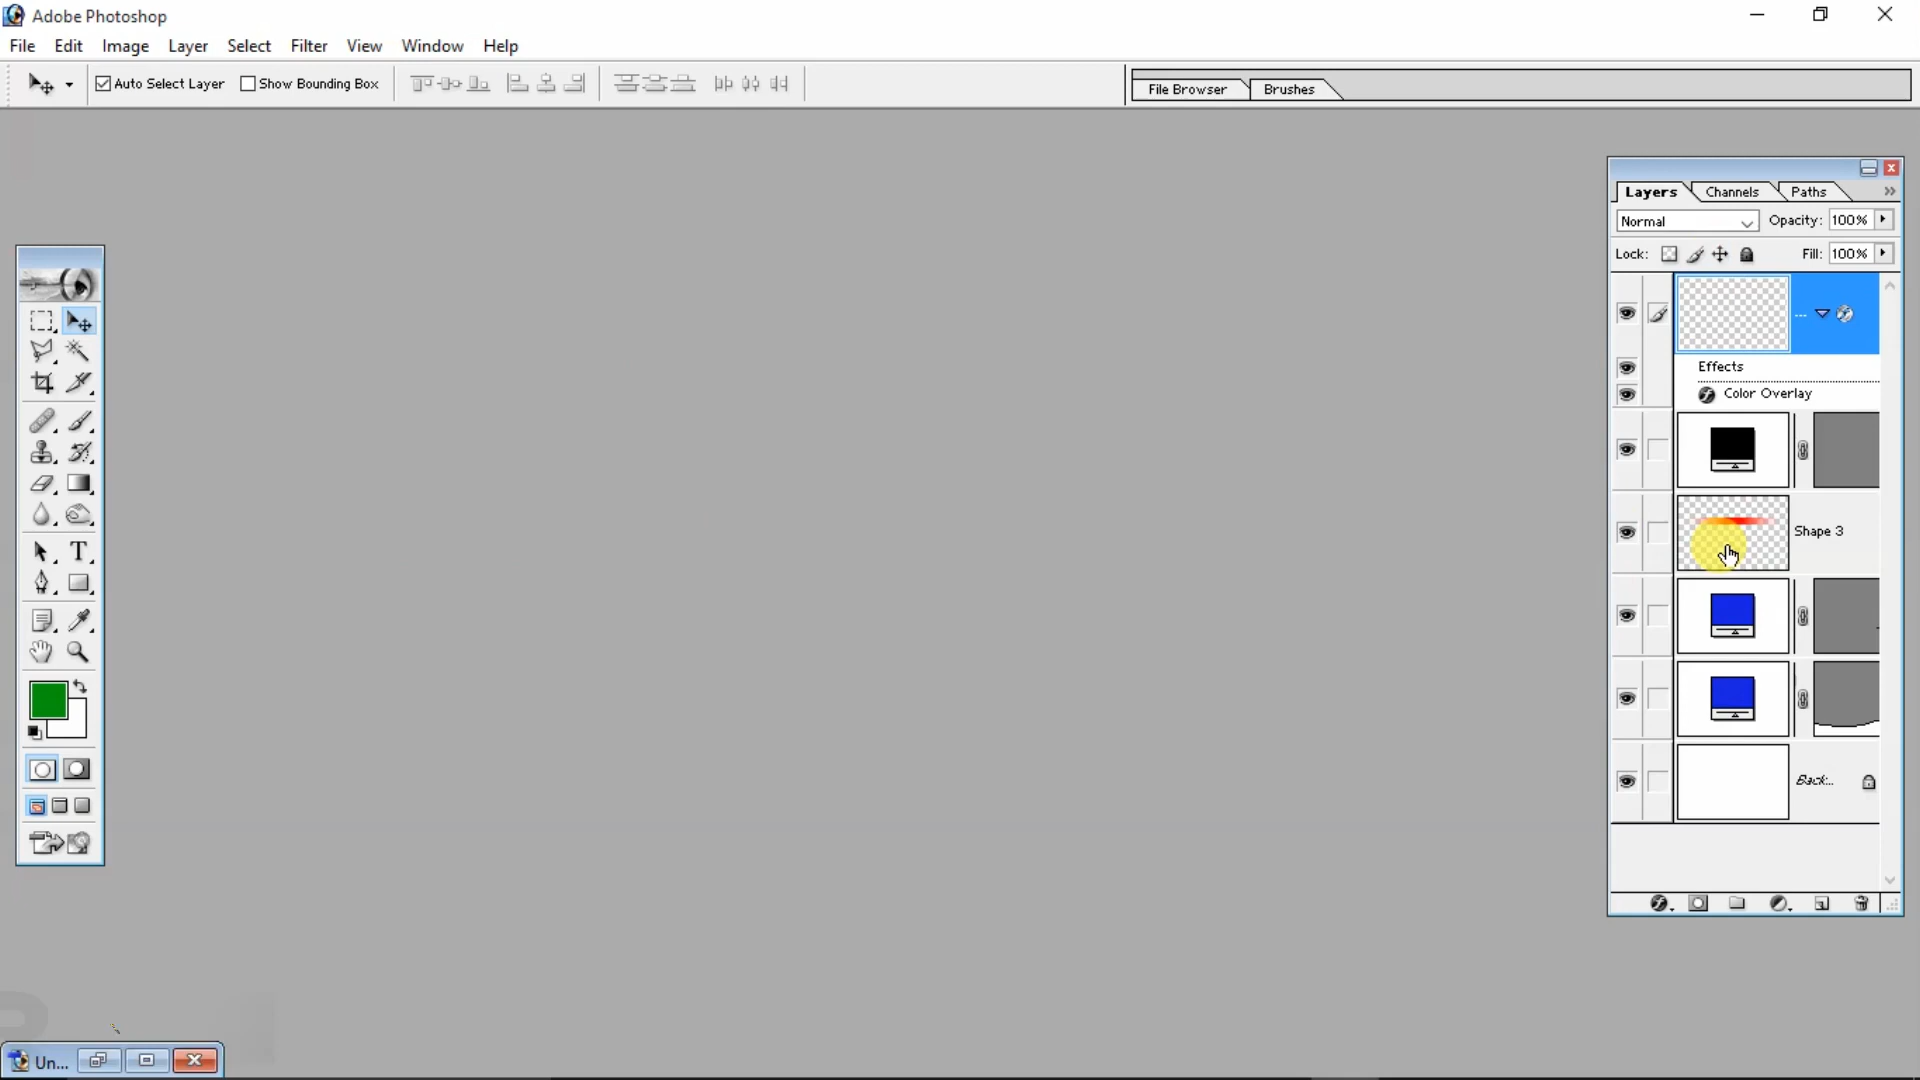 Adobe Photoshop
File Edit Image Layer Select Filter View Window Help
Auto Select Layer Show Bounding Box
File Browser Brushes
Layers Channels Paths
Normal Opacity: 100%
Lock: Fill: 100%
...
Effects
Color Overlay
Shape 3
Back...
T
Un...